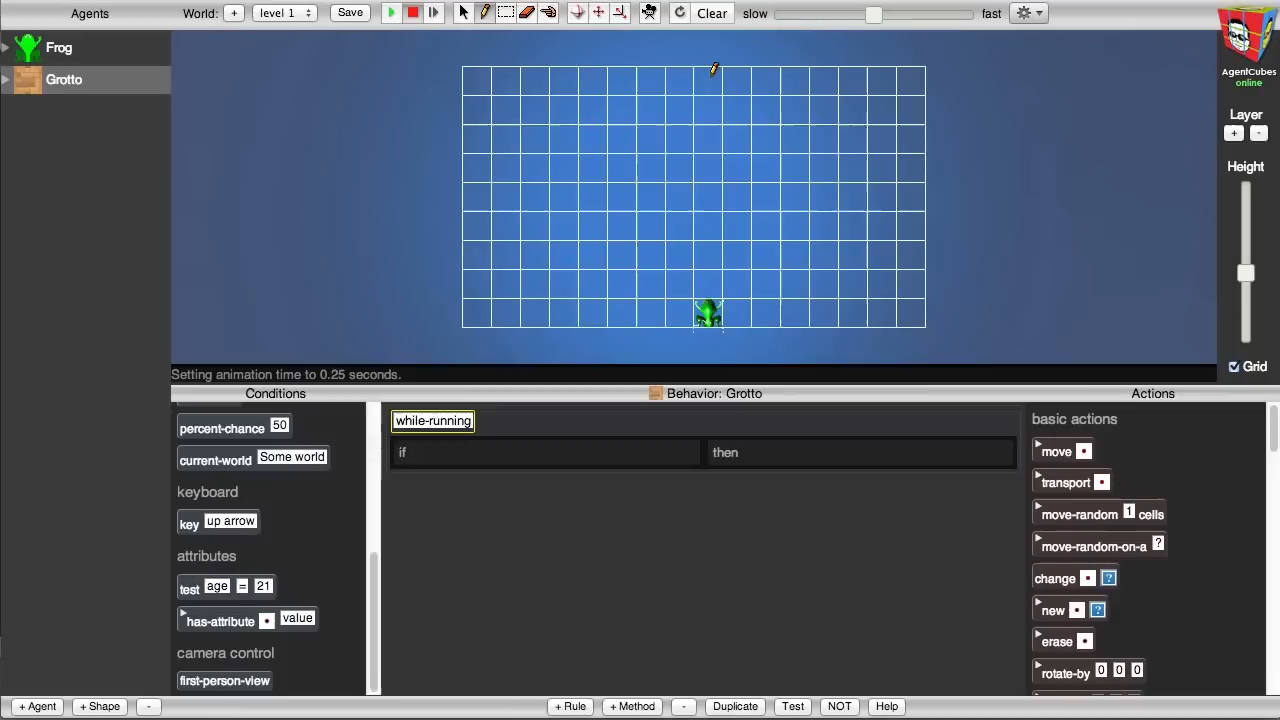 Agents World: + level 1 Save Clear slow fast
Frog
Grotto
AgentCubes
online
Layer
+ -
Height
Grid
Setting animation time to 0.25 seconds.
Conditions Behavior: Grotto Actions
percent-chance 50
current-world Some world
keyboard
key up arrow
attributes
test age = 21
has-attribute value
camera control
first-person-view
while-running
if then
basic actions
move
transport
move-random 1 cells
move-random-on-a ?
change ?
new ?
erase
rotate-by 0 0 0
+ Agent + Shape - + Rule + Method - Duplicate Test NOT Help